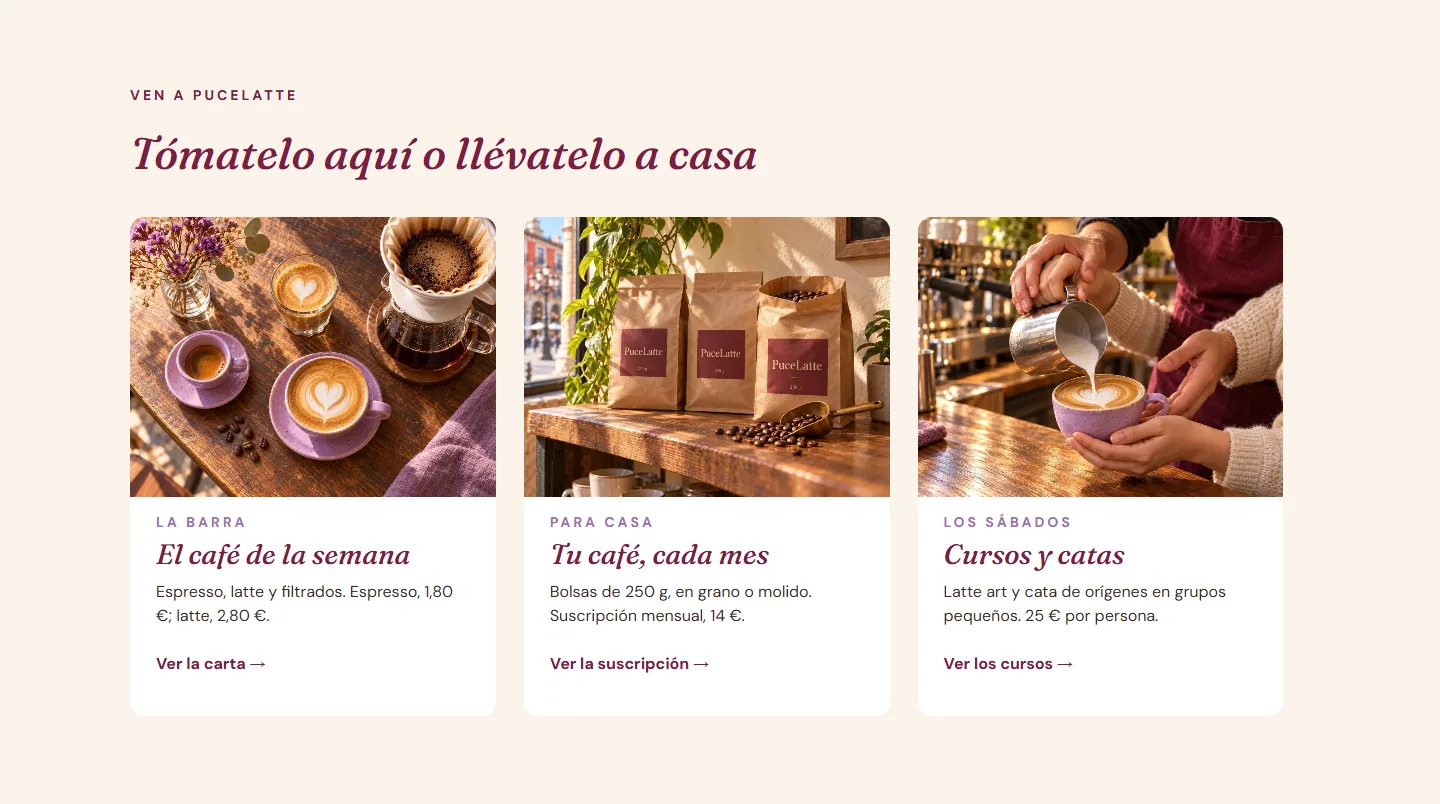 VEN A PUCELATTE
Tómatelo aquí o llévatelo a casa
PuceLatte
PuceLatte
PuceLatte
LA BARRA
El café de la semana
Espresso, latte y filtrados. Espresso, 1,80
€; latte, 2,80 €.
Ver la carta →
PARA CASA
Tu café, cada mes
Bolsas de 250 g, en grano o molido.
Suscripción mensual, 14 €.
Ver la suscripción →
LOS SÁBADOS
Cursos y catas
Latte art y cata de orígenes en grupos
pequeños. 25 € por persona.
Ver los cursos →